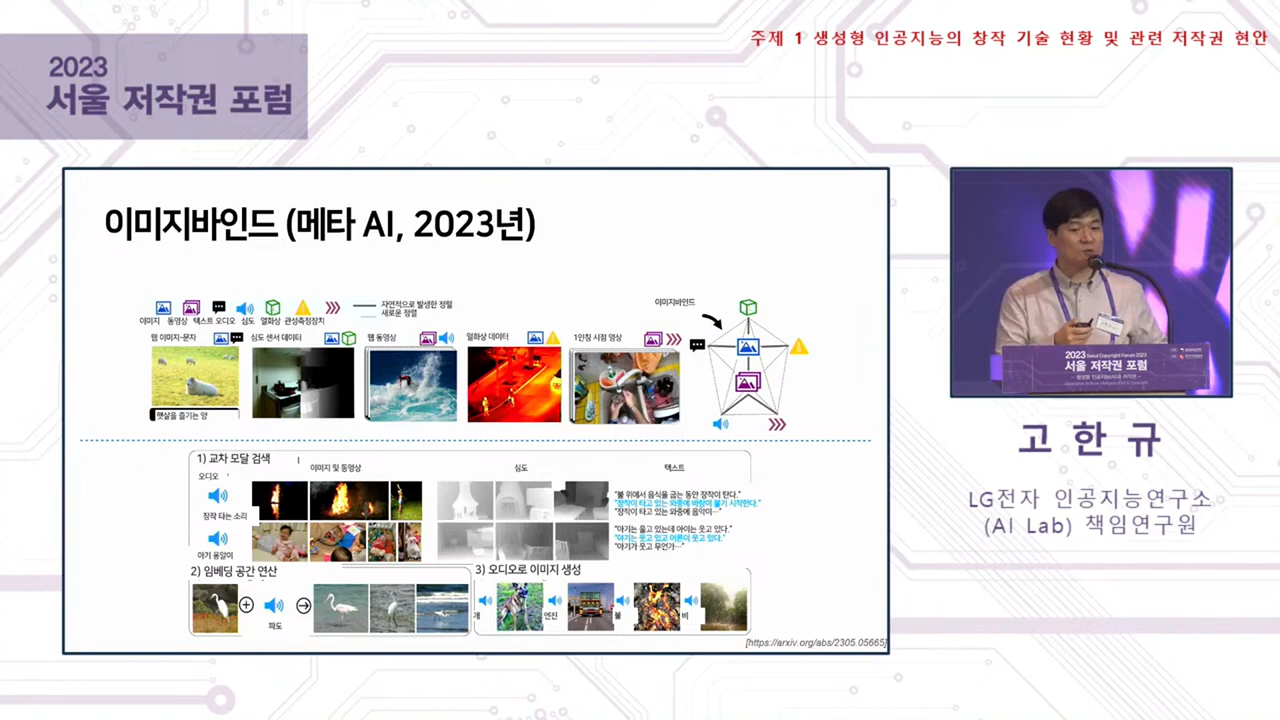 주제 1 생성형 인공지능의 창작 기술 현황 및 관련 저작권 현안
2023
서울 저작권 포럼
이미지바인드 (메타 AI, 2023년)
이미지 동영상 텍스트 오디오 심도 열화상 관성측정장치
자연적으로 발생한 정렬
새로운 정렬
이미지바인드
웹 이미지-문자
심도 센서 데이터
웹 동영상
열화상 데이터
1인칭 시점 영상
햇살을 즐기는 양
1) 교차 모달 검색
오디오
이미지 및 동영상
심도
텍스트
장작 타는 소리
"불 위에서 음식을 굽는 동안 장작이 탄다."
"장작이 타고 있는 와중에 바람이 불기 시작한다."
"장작이 타고 있는 와중에 음악이…"
아기 옹알이
"아기는 울고 있는데 아이는 웃고 있다."
"아기는 웃고 있고 어른이 웃고 있다."
"아기가 웃고 무언가…"
2) 임베딩 공간 연산
파도
3) 오디오로 이미지 생성
개
엔진
불
비
[https://arxiv.org/abs/2305.05665]
2023 Seoul Copyright Forum 2023
서울 저작권 포럼
고 한 규
LG전자 인공지능연구소
(AI Lab) 책임연구원